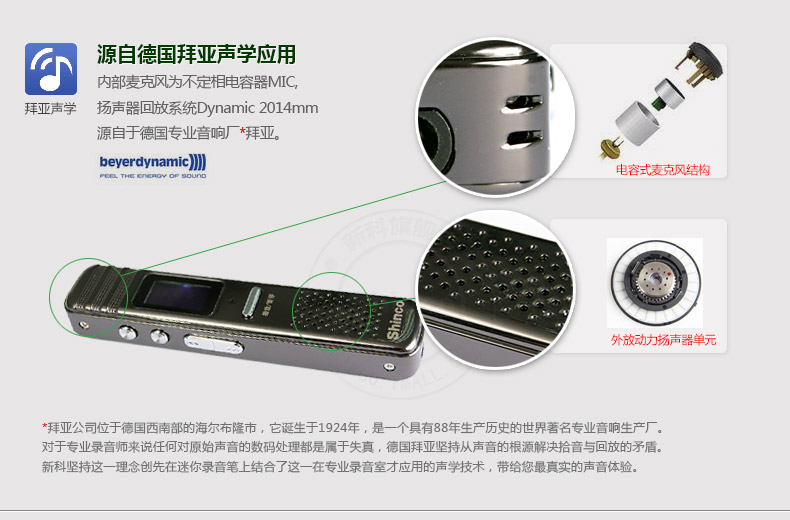 源自德国拜亚声学应用
内部麦克风为不定相电容器MIC,
扬声器回放系统Dynamic 2014mm
源自于德国专业音响厂*拜亚。
拜亚声学
beyerdynamic))))
FEEL THE ENERGY OF SOUND
电容式麦克风结构
外放动力扬声器单元
Shinco
*拜亚公司位于德国西南部的海尔布隆市，它诞生于1924年，是一个具有88年生产历史的世界著名专业音响生产厂。
对于专业录音师来说任何对原始声音的数码处理都是属于失真，德国拜亚坚持从声音的根源解决拾音与回放的矛盾。
新科坚持这一理念创先在迷你录音笔上结合了这一在专业录音室才应用的声学技术，带给您最真实的声音体验。